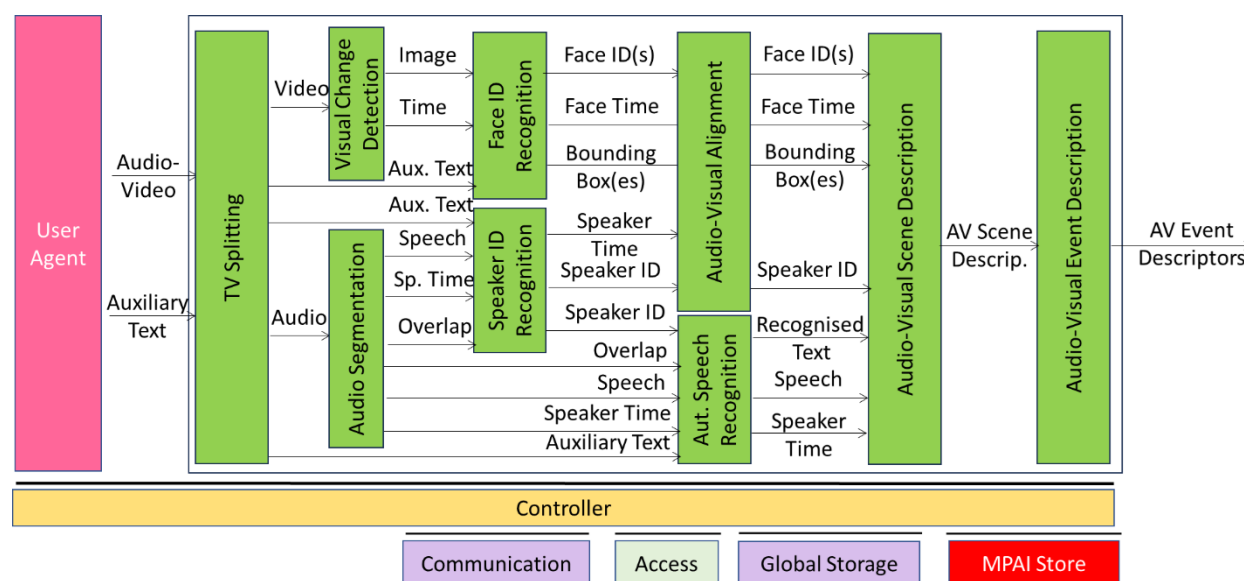 User
Agent
Audio-
Video
Auxiliary
Text
TV Splitting
Video
Audio
Visual Change
Detection
Image
Time
Aux. Text
Aux. Text
Audio Segmentation
Speech
Sp. Time
Overlap
Face ID
Recognition
Speaker ID
Recognition
Face ID(s)
Face Time
Bounding
Box(es)
Speaker
Time
Speaker ID
Speaker ID
Overlap
Speech
Speaker Time
Auxiliary Text
Audio-Visual Alignment
Aut. Speech
Recognition
Face ID(s)
Face Time
Bounding
Box(es)
Speaker ID
Recognised
Text
Speech
Speaker
Time
Audio-Visual Scene Description
AV Scene
Descrip.
Audio-Visual Event Description
AV Event
Descriptors
Controller
Communication
Access
Global Storage
MPAI Store